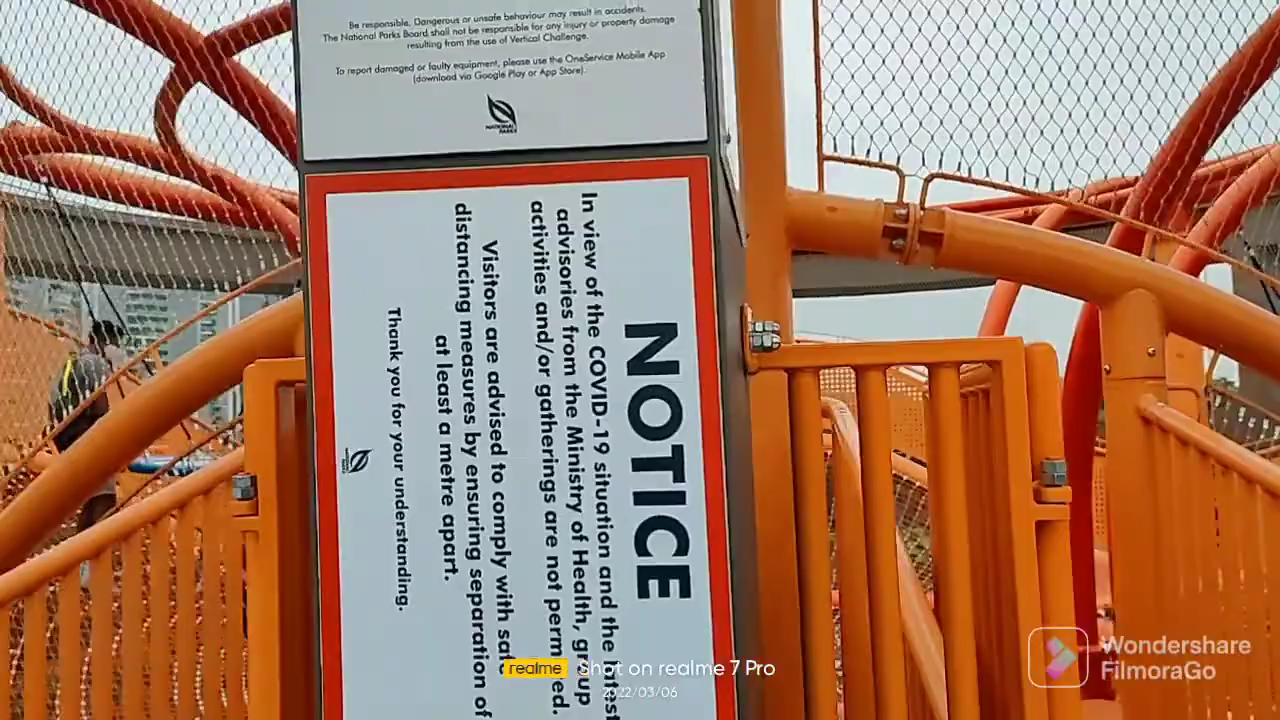 Be responsible. Dangerous or unsafe behaviour may result in accidents.
The National Parks Board shall not be responsible for any injury or property damage
resulting from the use of Vertical Challenge.
To report damaged or faulty equipment, please use the OneService Mobile App
(download via Google Play or App Store).
NATIONAL
PARKS
NOTICE
In view of the COVID-19 situation and the latest
advisories from the Ministry of Health, group
activities and/or gatherings are not
Visitors are advised to comply with
distancing measures by ensuring separation of
at least a metre apart.
Thank you for your understanding.
NATIONAL
PARKS
realme Shot on realme 7 Pro
2022/03/06
Wondershare
FilmoraGo